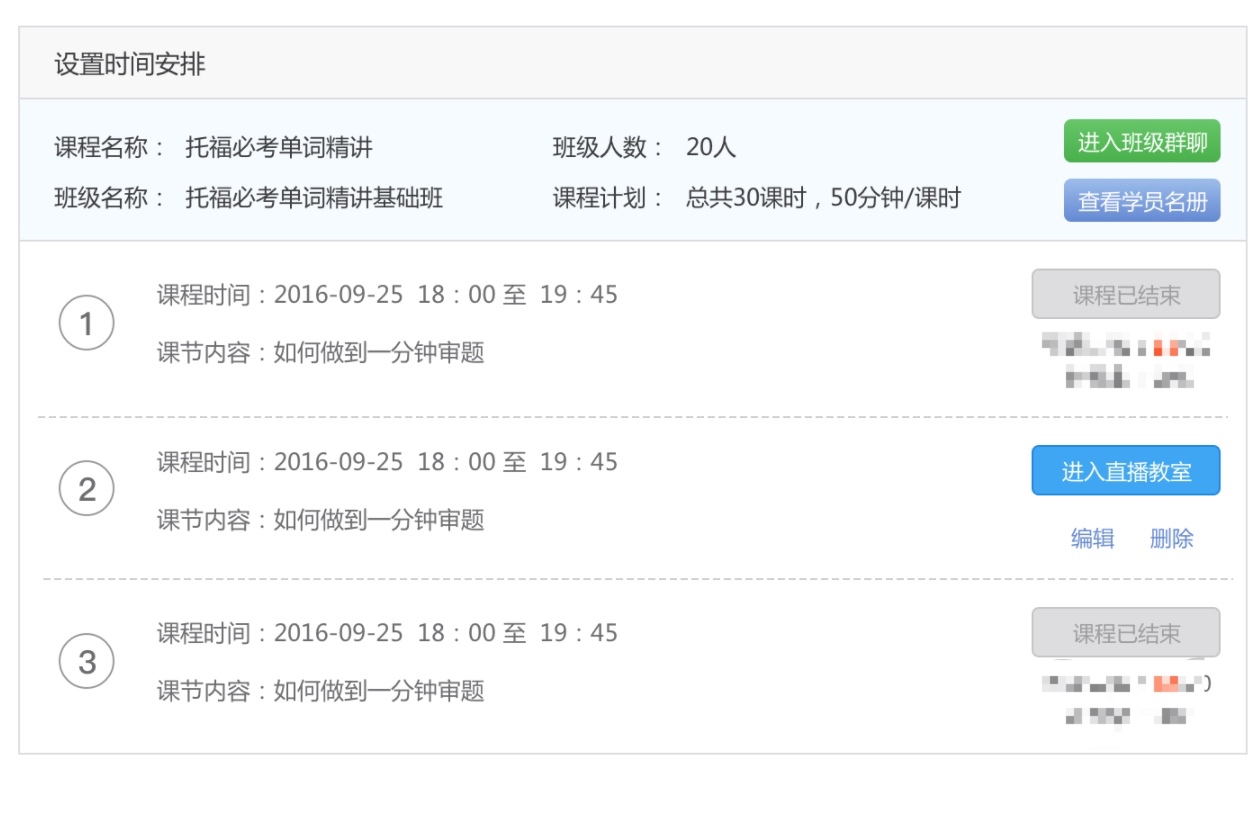 设置时间安排
课程名称： 托福必考单词精讲 班级人数： 20人 进入班级群聊
班级名称： 托福必考单词精讲基础班 课程计划： 总共30课时，50分钟/课时 查看学员名册
1 课程时间：2016-09-25 18：00 至 19：45 课程已结束
课节内容：如何做到一分钟审题
2 课程时间：2016-09-25 18：00 至 19：45 进入直播教室
课节内容：如何做到一分钟审题 编辑 删除
3 课程时间：2016-09-25 18：00 至 19：45 课程已结束
课节内容：如何做到一分钟审题